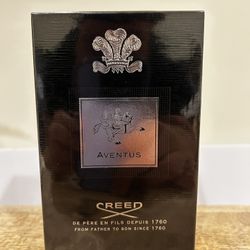 AVENTUS
CREED
DE PÈRE EN FILS DEPUIS 1760
FROM FATHER TO SON SINCE 1760